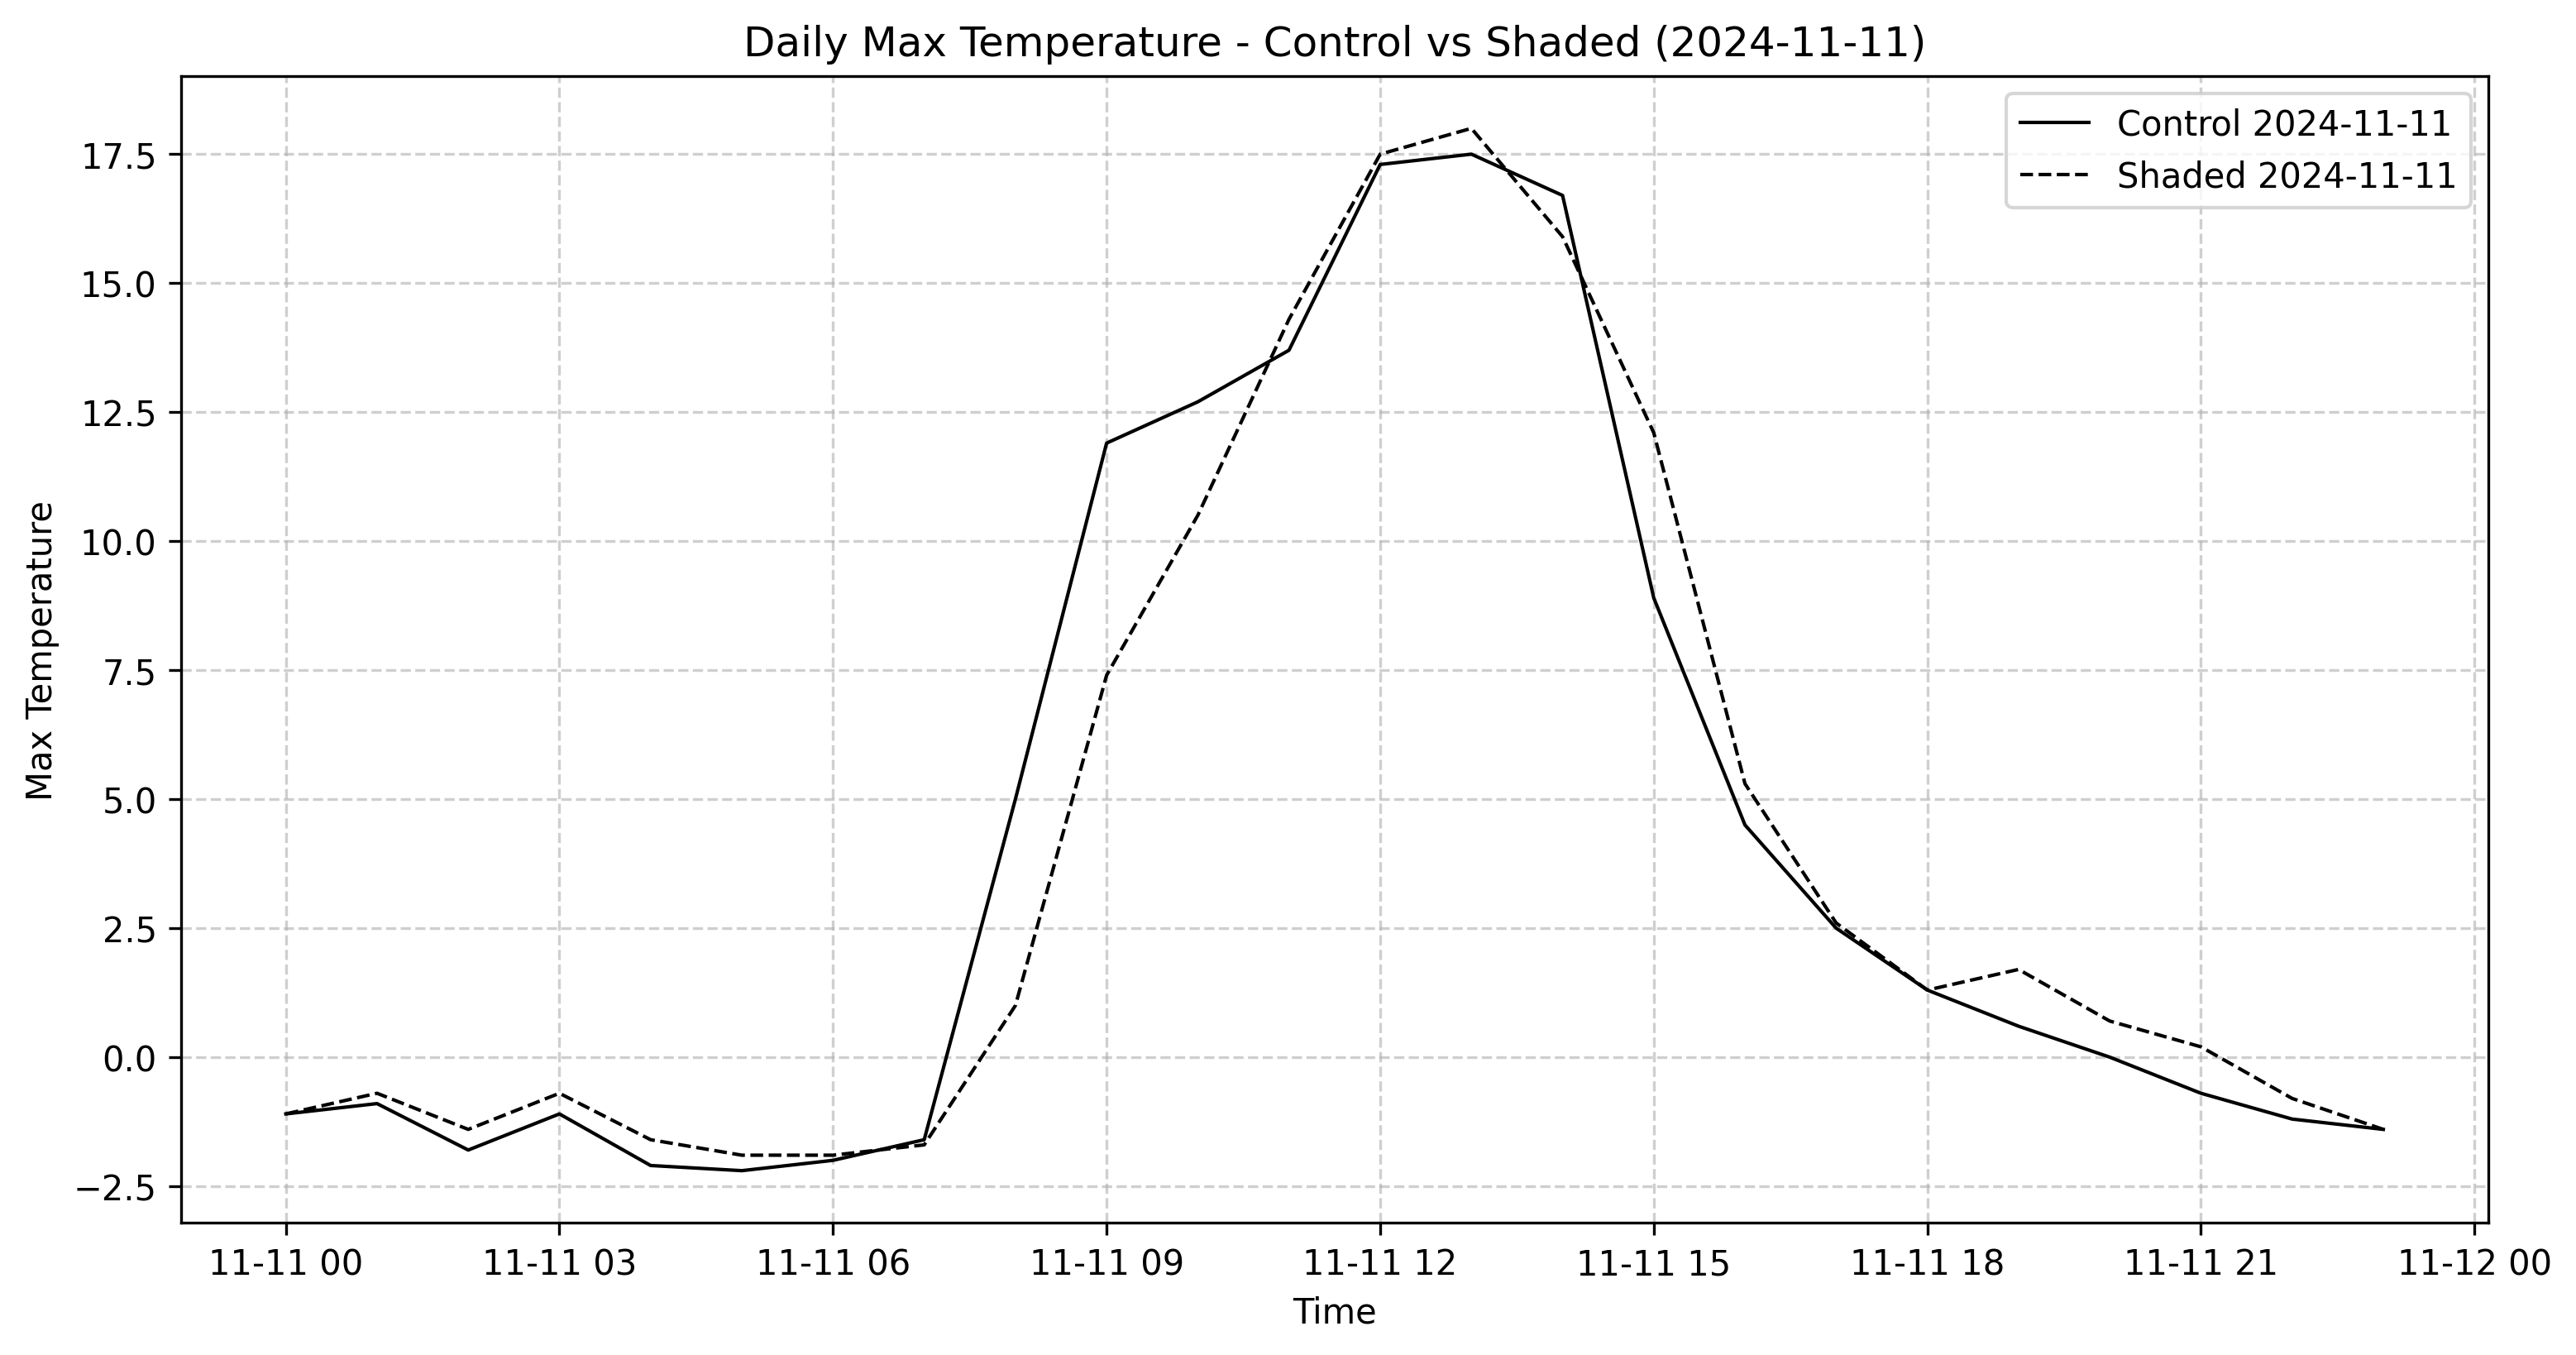 Daily Max Temperature - Control vs Shaded (2024-11-11)
Control 2024-11-11
Shaded 2024-11-11
Max Temperature
17.5
15.0
12.5
10.0
7.5
5.0
2.5
0.0
−2.5
11-11 00 11-11 03 11-11 06 11-11 09 11-11 12 11-11 15 11-11 18 11-11 21 11-12 00
Time